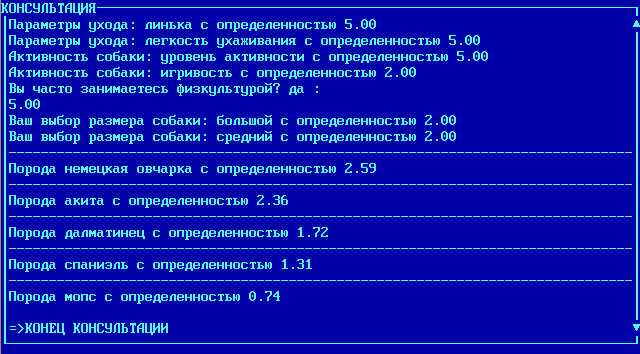 КОНСУЛЬТАЦИЯ
Параметры ухода: линька с определенностью 5.00
Параметры ухода: легкость ухаживания с определенностью 5.00
Активность собаки: уровень активности с определенностью 5.00
Активность собаки: игривость с определенностью 2.00
Вы часто занимаетесь физкультурой? да :
5.00
Ваш выбор размера собаки: большой с определенностью 2.00
Ваш выбор размера собаки: средний с определенностью 2.00
Порода немецкая овчарка с определенностью 2.59
Порода акита с определенностью 2.36
Порода далматинец с определенностью 1.72
Порода спаниэль с определенностью 1.31
Порода мопс с определенностью 0.74
=>КОНЕЦ КОНСУЛЬТАЦИИ